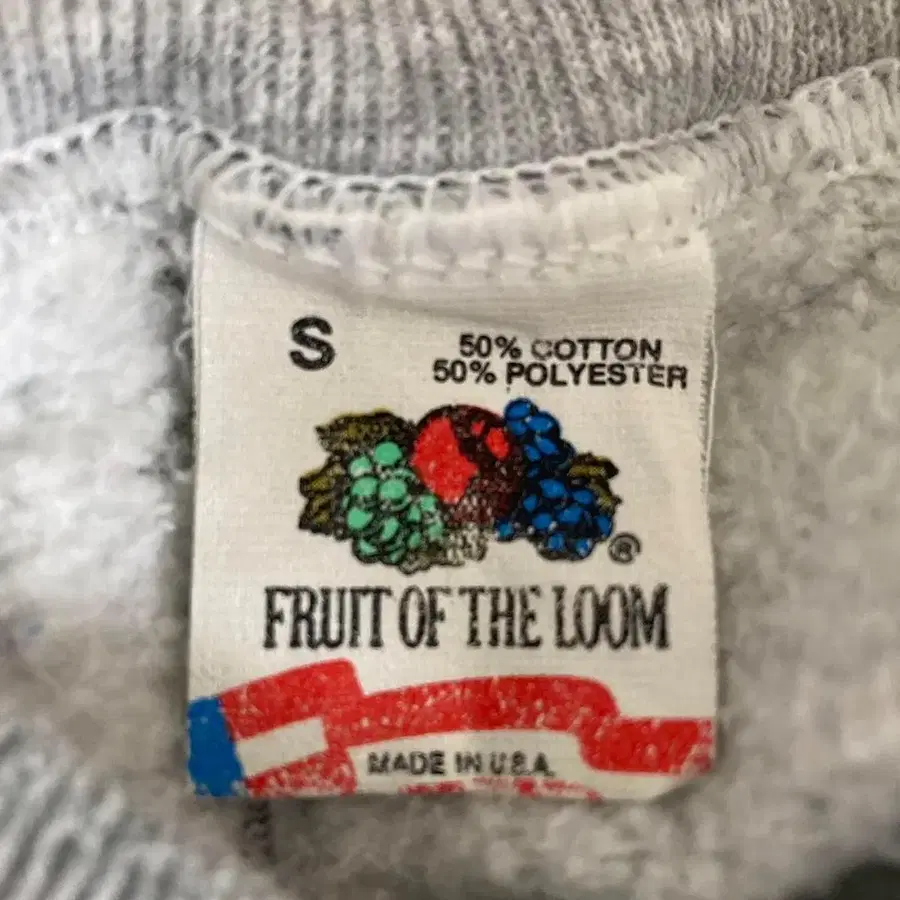 S
50% COTTON
50% POLYESTER
®
FRUIT OF THE LOOM
MADE IN U.S.A.